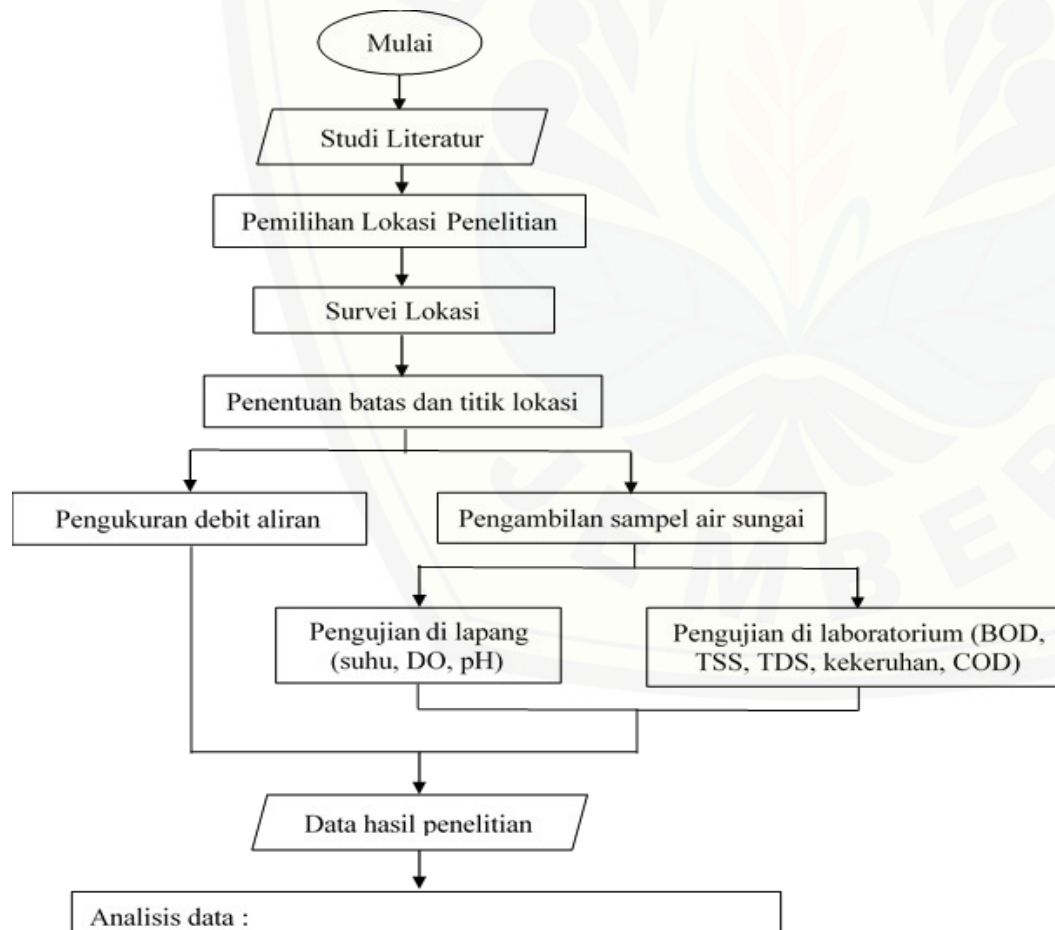 Mulai
Studi Literatur
Pemilihan Lokasi Penelitian
Survei Lokasi
Penentuan batas dan titik lokasi
Pengukuran debit aliran
Pengambilan sampel air sungai
Pengujian di lapang
(suhu, DO, pH)
Pengujian di laboratorium (BOD,
TSS, TDS, kekeruhan, COD)
Data hasil penelitian
Analisis data :
JEMBER